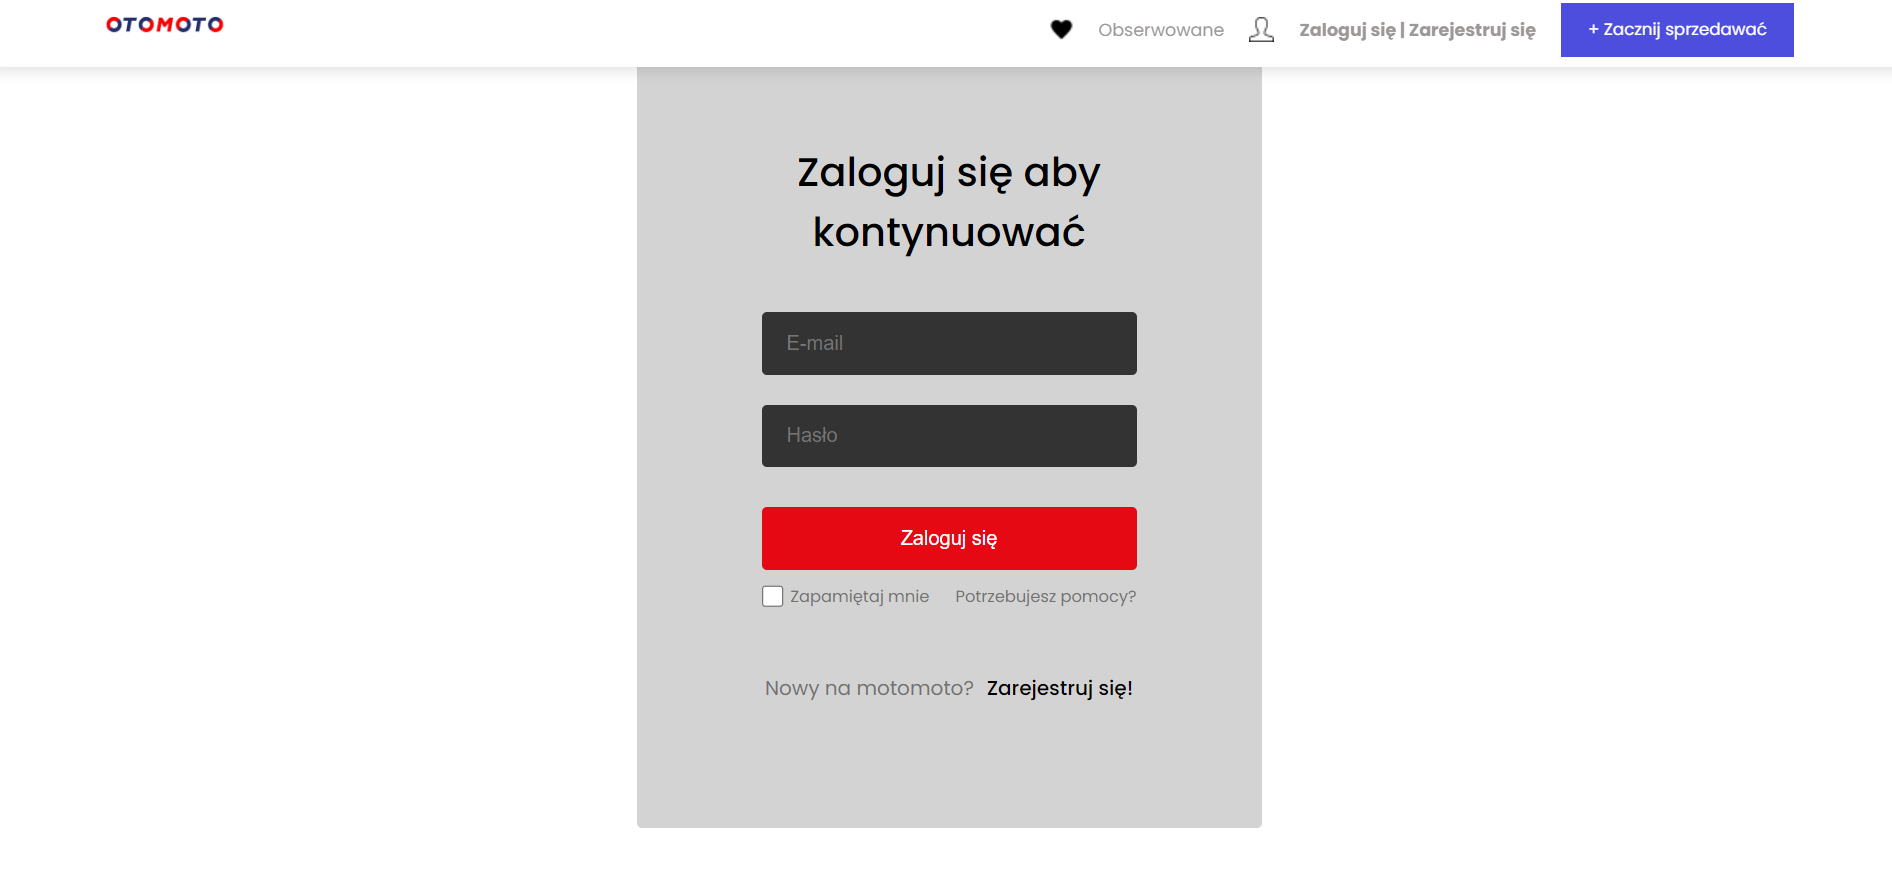 OTOMOTO
Obserwowane
Zaloguj się | Zarejestruj się
+ Zacznij sprzedawać
Zaloguj się aby
kontynuować
E-mail
Hasło
Zaloguj się
Zapamiętaj mnie
Potrzebujesz pomocy?
Nowy na motomoto? Zarejestruj się!